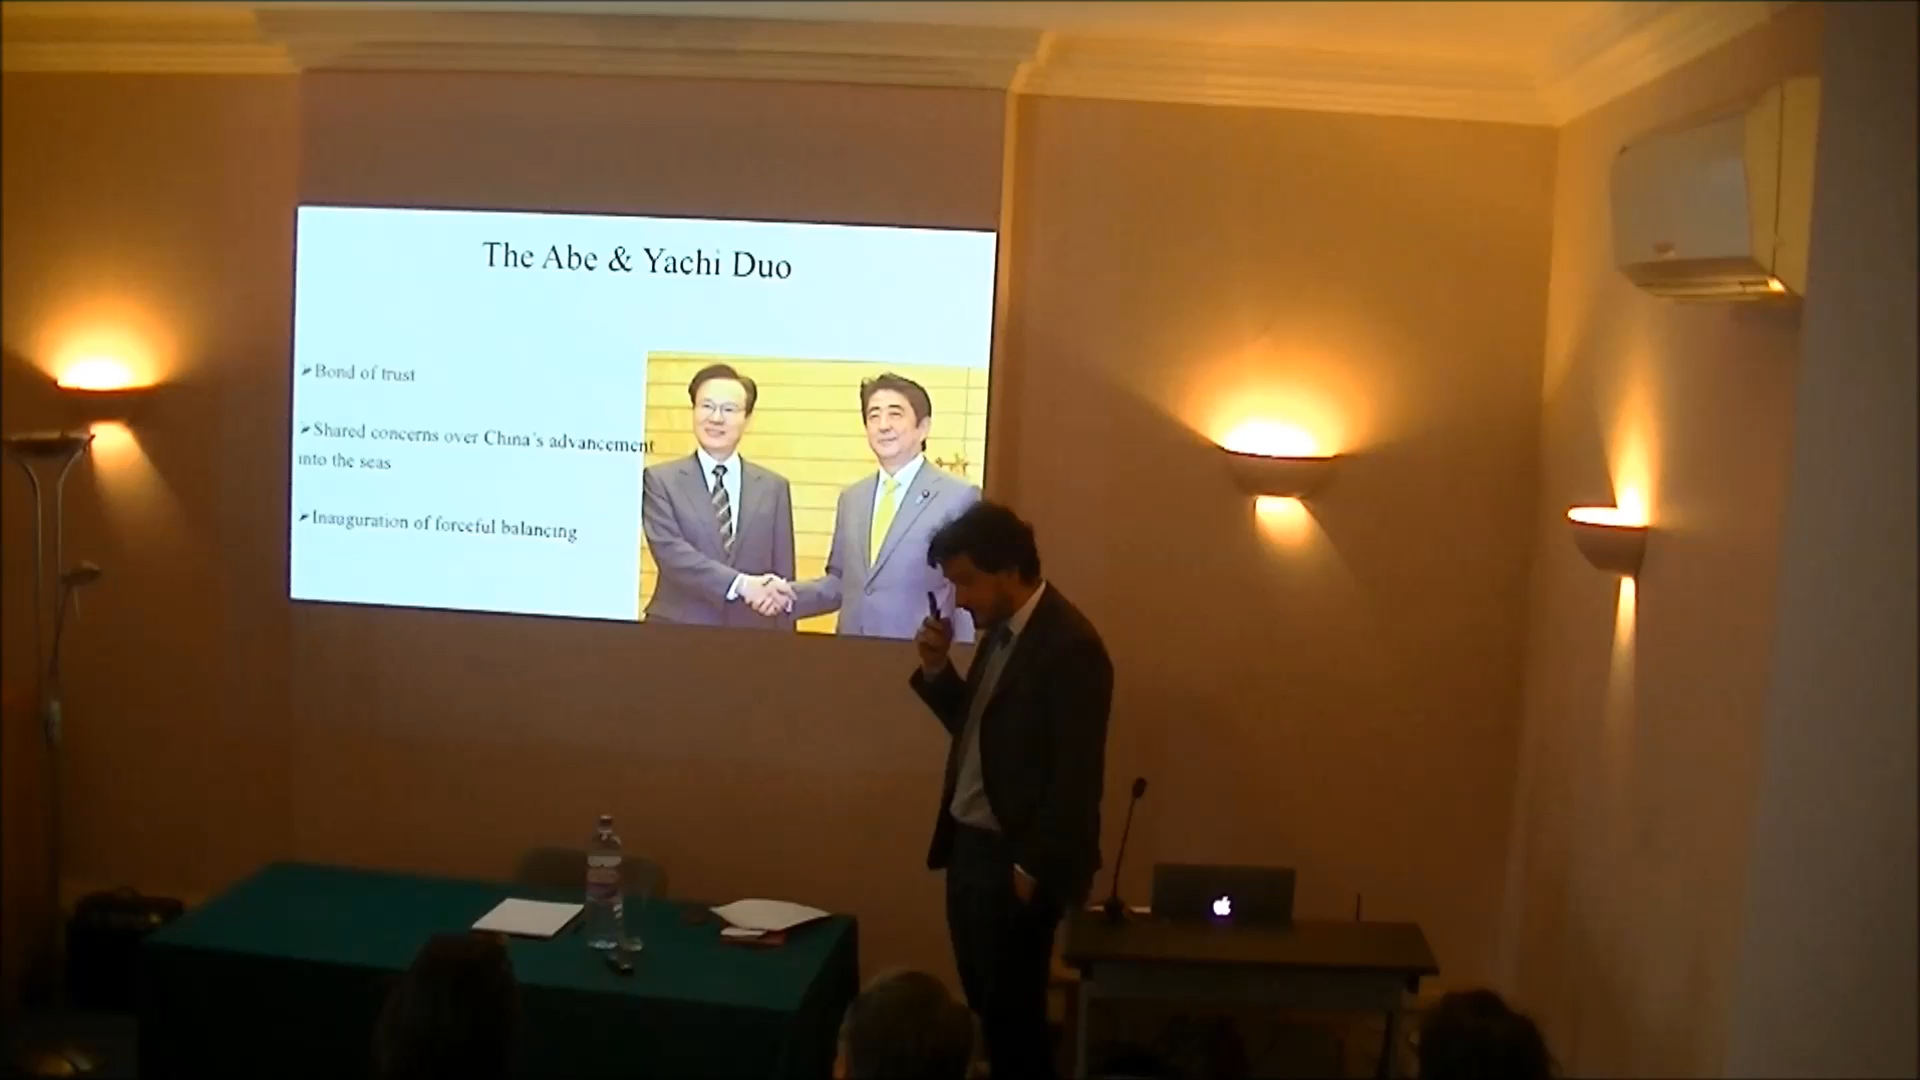 The Abe & Yachi Duo
➢Bond of trust
➢Shared concerns over China's advancement
into the seas
➢Inauguration of forceful balancing